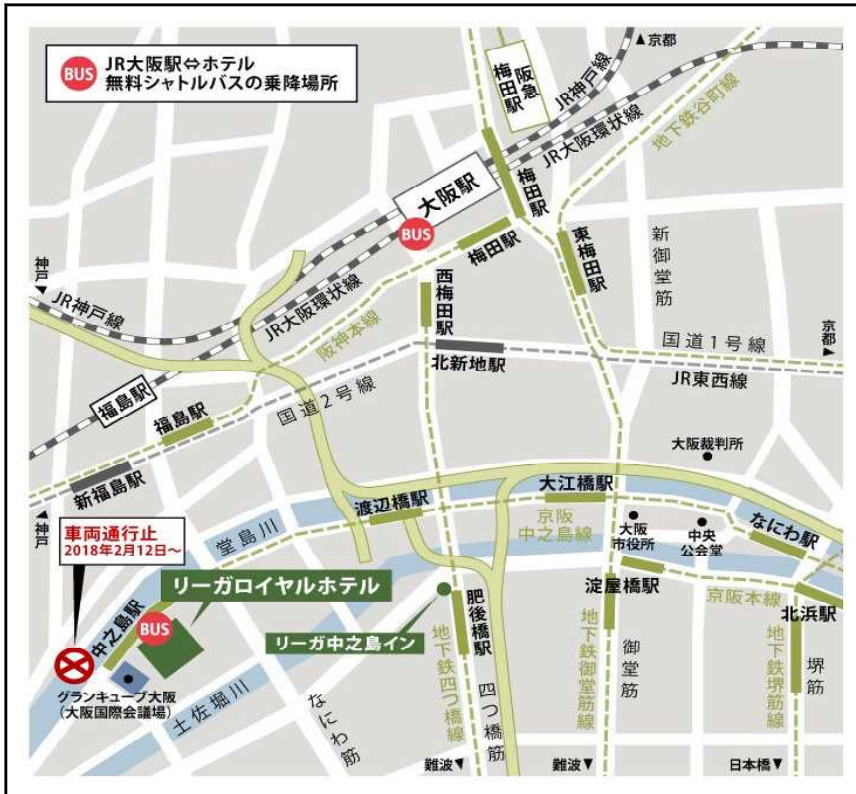 BUS
JR大阪駅⇔ホテル
無料シャトルバスの乗降場所
▲京都
阪急
梅田駅
JR神戸線
JR大阪環状線
地下鉄谷町線
大阪駅
梅田駅
BUS
梅田駅
東梅田駅
新御堂筋
西梅田駅
神戸
▼
JR神戸線
JR大阪環状線
阪神本線
国道1号線
京都
▶
北新地駅
JR東西線
福島駅
福島駅
国道2号線
新福島駅
大阪裁判所
神戸
車両通行止
2018年2月12日~
堂島川
渡辺橋駅
大江橋駅
京阪
中之島線
大阪
市役所
中央
公会堂
なにわ駅
リーガロイヤルホテル
中之島駅
BUS
リーガ中之島イン
肥後橋駅
淀屋橋駅
京阪本線
北浜駅
グランキューブ大阪
(大阪国際会議場)
土佐堀川
なにわ筋
地下鉄四つ橋線
四つ橋筋
地下鉄御堂筋線
御堂筋
地下鉄堺筋線
堺筋
難波▼
難波▼
日本橋▼